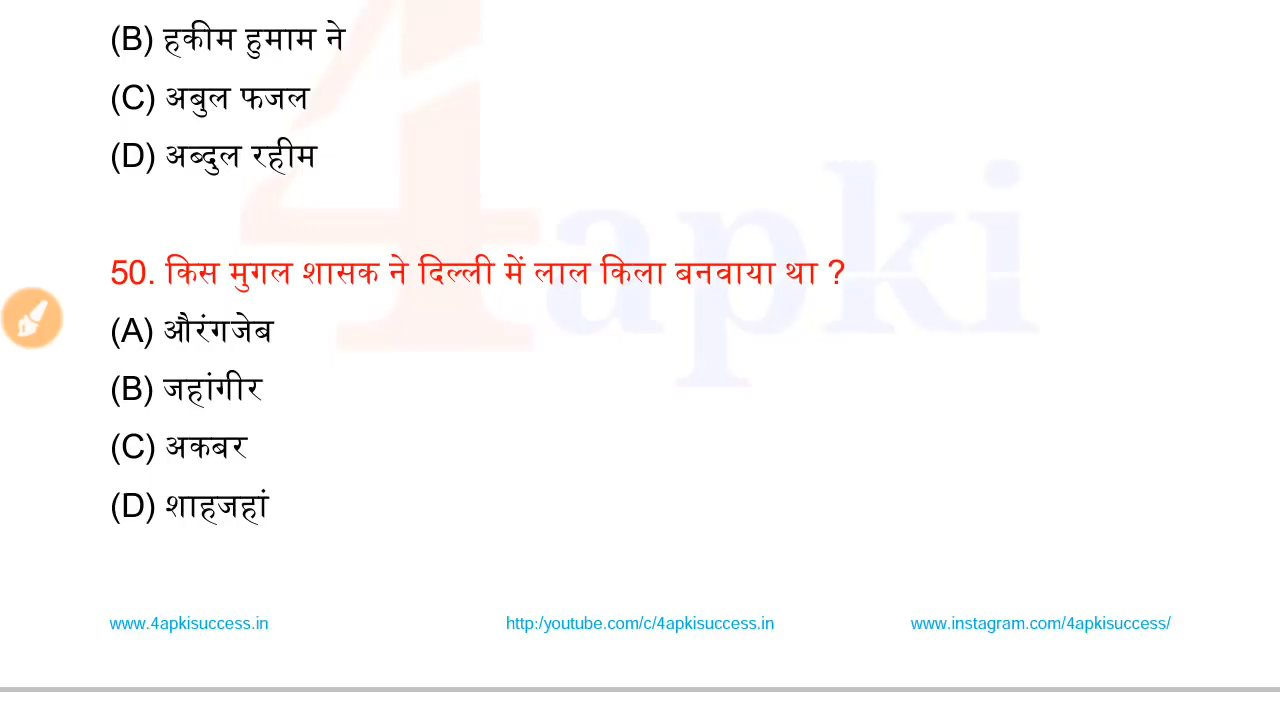 (B) हकीम हुमाम ने
(C) अबुल फजल
(D) अब्दुल रहीम
4apki
50. किस मुगल शासक ने दिल्ली में लाल किला बनवाया था ?
(A) औरंगजेब
(B) जहांगीर
(C) अकबर
(D) शाहजहां
www.4apkisuccess.in http:/youtube.com/c/4apkisuccess.in www.instagram.com/4apkisuccess/